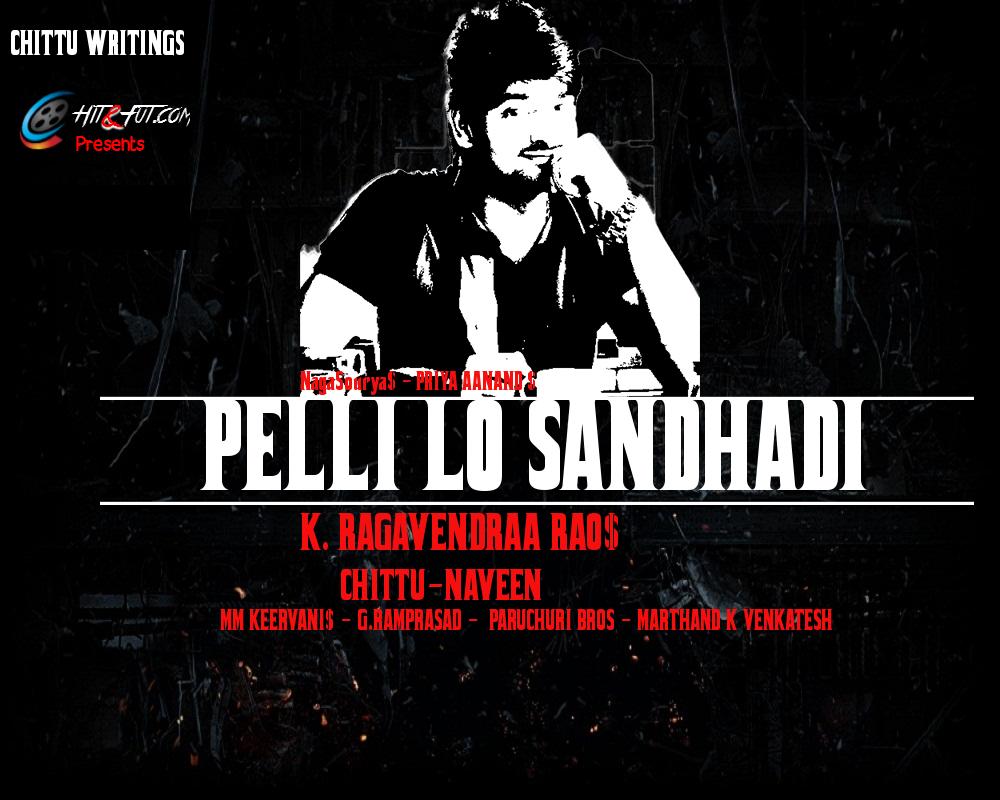 CHITTU WRITINGS
HIT&FUT.COM
Presents
NagaSourya$ - PRIYA AANAND $
PELLI LO SANDHADI
K. RAGAVENDRAA RAO$
CHITTU-NAVEEN
MM KEERVANI$ - G.RAMPRASAD - PARUCHURI BROS - MARTHAND K VENKATESH